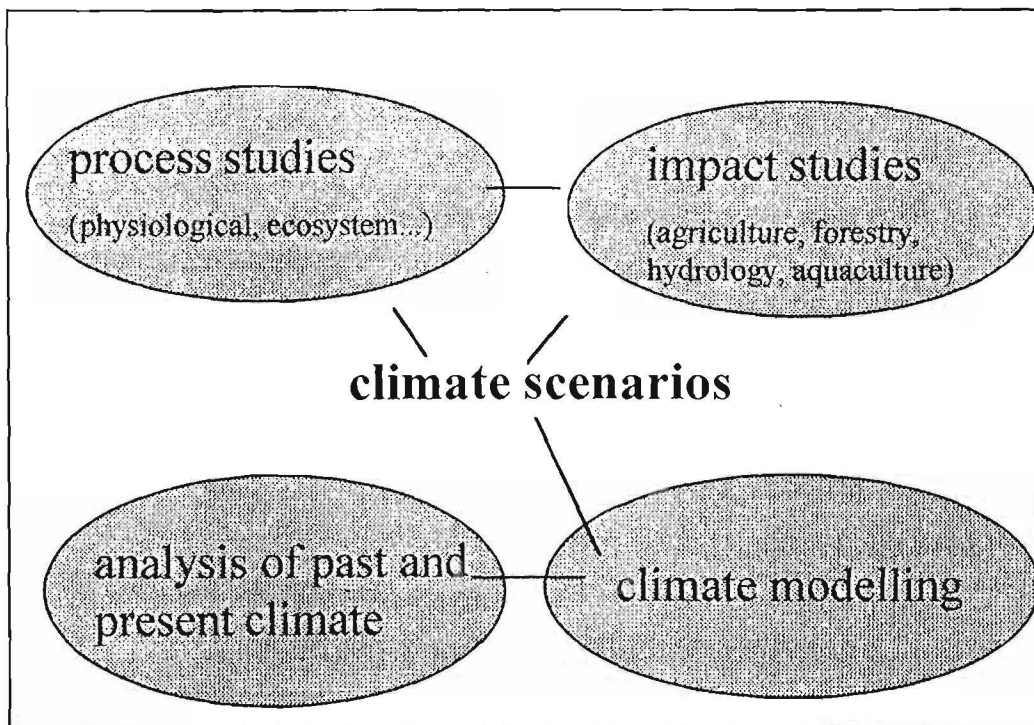 process studies
(physiological, ecosystem...)
impact studies
(agriculture, forestry,
hydrology, aquaculture)
climate scenarios
analysis of past and
present climate
climate modelling